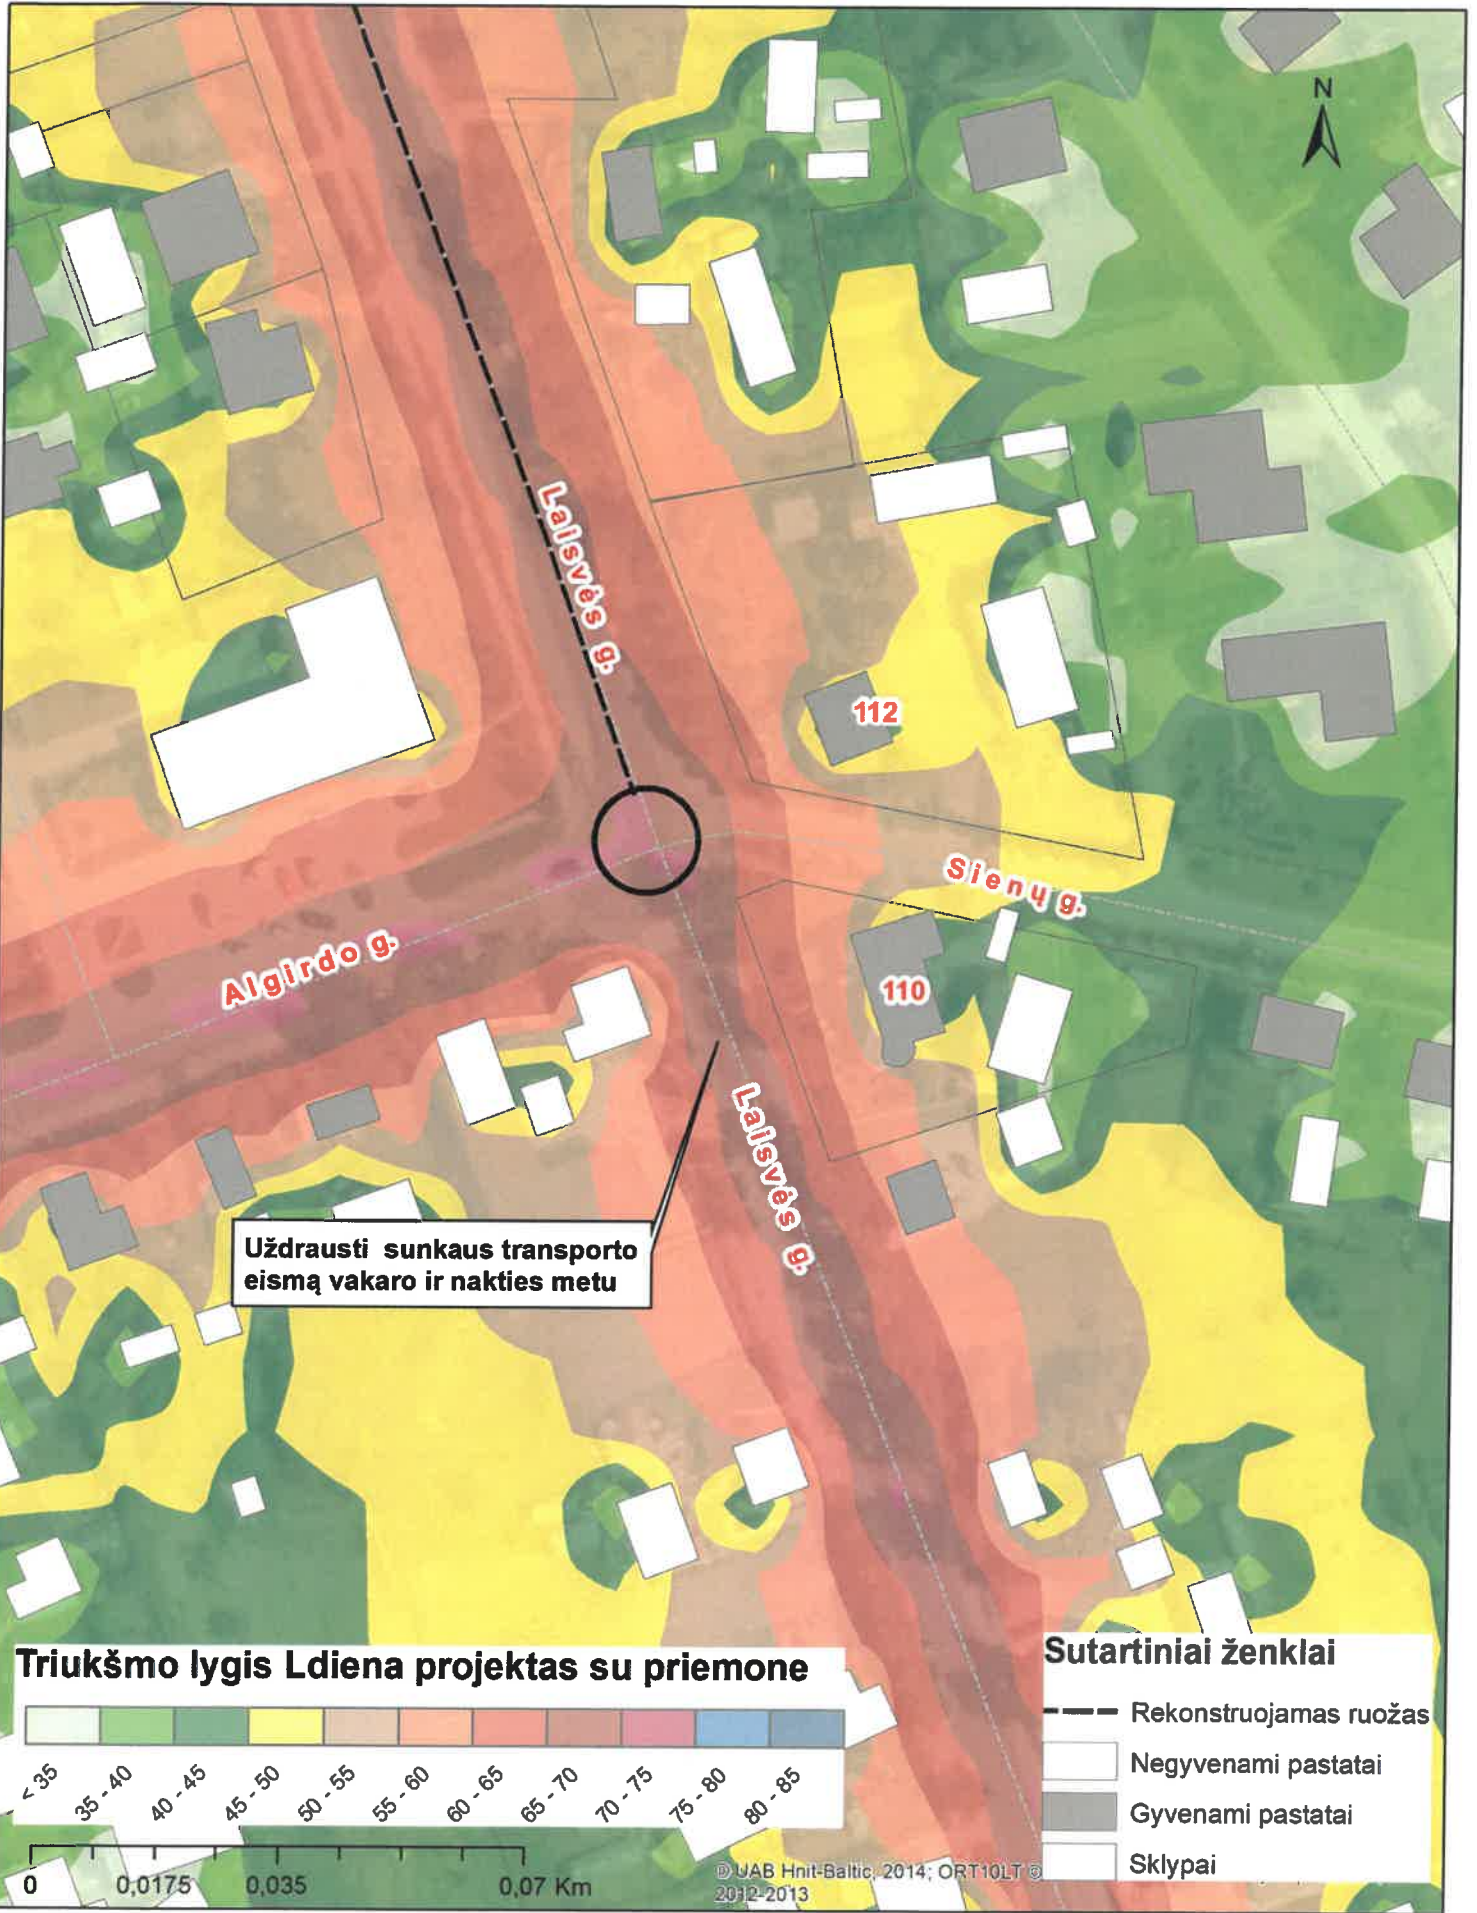 N
Laisvės g.
112
Sienų g.
Algirdo g.
110
Laisvės g.
Uždrausti sunkaus transporto
eismą vakaro ir nakties metu
Triukšmo lygis Ldiena projektas su priemone
< 35
35 - 40
40 - 45
45 - 50
50 - 55
55 - 60
60 - 65
65 - 70
70 - 75
75 - 80
80 - 85
0 0,0175 0,035 0,07 Km
Sutartiniai ženklai
Rekonstruojamas ruožas
Negyvenami pastatai
Gyvenami pastatai
Sklypai
© UAB Hnit-Baltic, 2014; ORT10LT ©
2012-2013